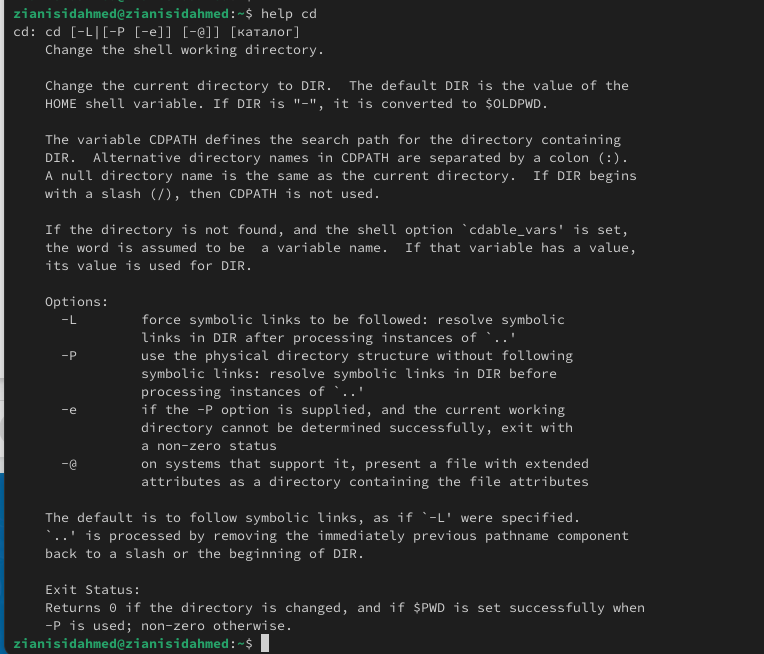 zianisidahmed@zianisidahmed:~$ help cd
cd: cd [-L|[-P [-e]] [-@]] [каталог]
    Change the shell working directory.

    Change the current directory to DIR.  The default DIR is the value of the
    HOME shell variable. If DIR is "-", it is converted to $OLDPWD.

    The variable CDPATH defines the search path for the directory containing
    DIR.  Alternative directory names in CDPATH are separated by a colon (:).
    A null directory name is the same as the current directory.  If DIR begins
    with a slash (/), then CDPATH is not used.

    If the directory is not found, and the shell option `cdable_vars' is set,
    the word is assumed to be  a variable name.  If that variable has a value,
    its value is used for DIR.

    Options:
      -L        force symbolic links to be followed: resolve symbolic
                links in DIR after processing instances of `..'
      -P        use the physical directory structure without following
                symbolic links: resolve symbolic links in DIR before
                processing instances of `..'
      -e        if the -P option is supplied, and the current working
                directory cannot be determined successfully, exit with
                a non-zero status
      -@        on systems that support it, present a file with extended
                attributes as a directory containing the file attributes

    The default is to follow symbolic links, as if `-L' were specified.
    `..' is processed by removing the immediately previous pathname component
    back to a slash or the beginning of DIR.

    Exit Status:
    Returns 0 if the directory is changed, and if $PWD is set successfully when
    -P is used; non-zero otherwise.
zianisidahmed@zianisidahmed:~$